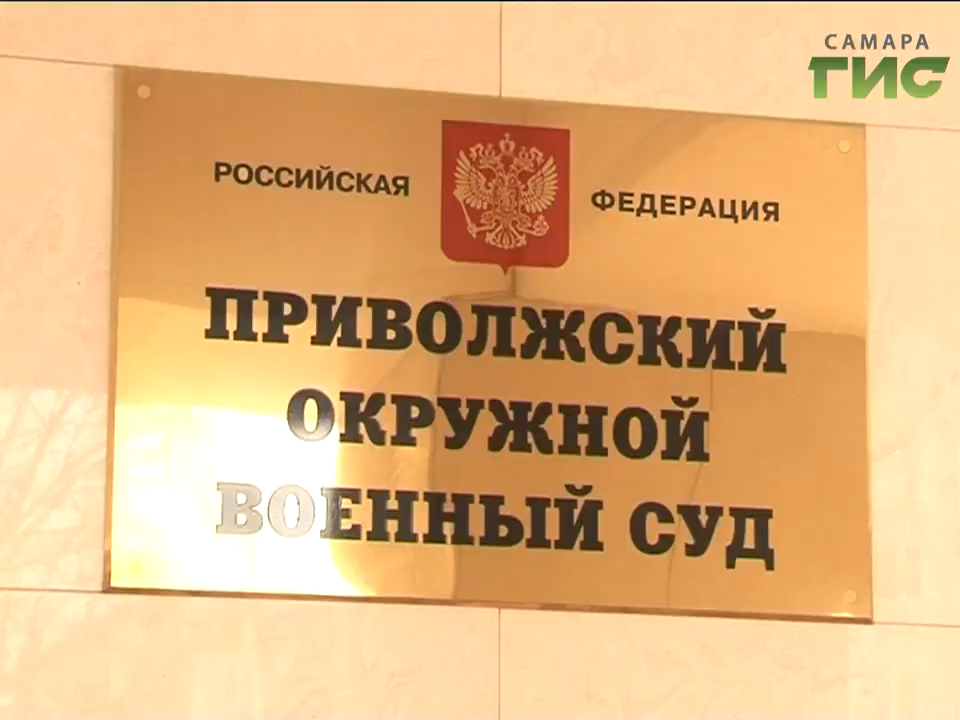 САМАРА
ГИС
РОССИЙСКАЯ ФЕДЕРАЦИЯ
ПРИВОЛЖСКИЙ
ОКРУЖНОЙ
ВОЕННЫЙ СУД